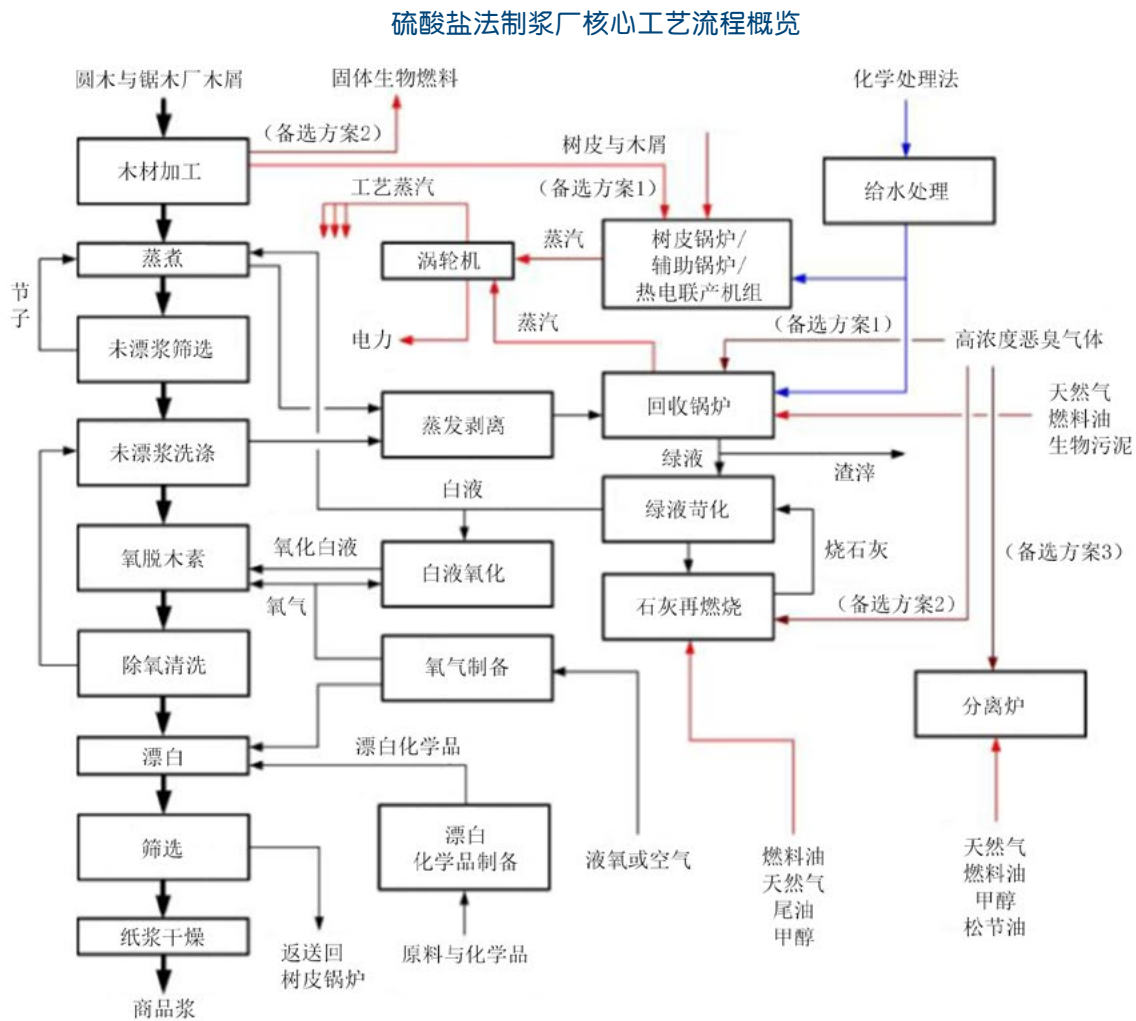 硫酸盐法制浆厂核心工艺流程概览
圆木与锯木厂木屑
固体生物燃料
化学处理法
(备选方案2)
树皮与木屑
木材加工
(备选方案1)
给水处理
工艺蒸汽
蒸煮
涡轮机
蒸汽
树皮锅炉/
辅助锅炉/
热电联产机组
节
子
未漂浆筛选
电力
蒸汽
(备选方案1)
高浓度恶臭气体
蒸发剥离
回收锅炉
天然气
燃料油
生物污泥
未漂浆洗涤
绿液
渣滓
白液
绿液苛化
氧化白液
烧石灰
氧脱木素
白液氧化
(备选方案3)
氧气
石灰再燃烧
(备选方案2)
除氧清洗
氧气制备
分离炉
漂白
漂白化学品
筛选
漂白
化学品制备
液氧或空气
燃料油
天然气
尾油
甲醇
天然气
燃料油
甲醇
松节油
纸浆干燥
返送回
树皮锅炉
原料与化学品
商品浆